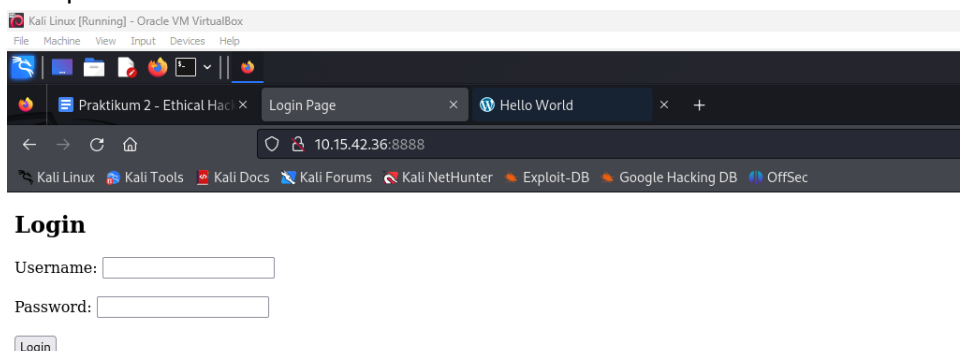 Kali Linux [Running] - Oracle VM VirtualBox
File Machine View Input Devices Help
Praktikum 2 - Ethical Hac
Login Page
Hello World
10.15.42.36:8888
Kali Linux Kali Tools Kali Docs Kali Forums Kali NetHunter Exploit-DB Google Hacking DB OffSec
Login
Username:
Password:
Login